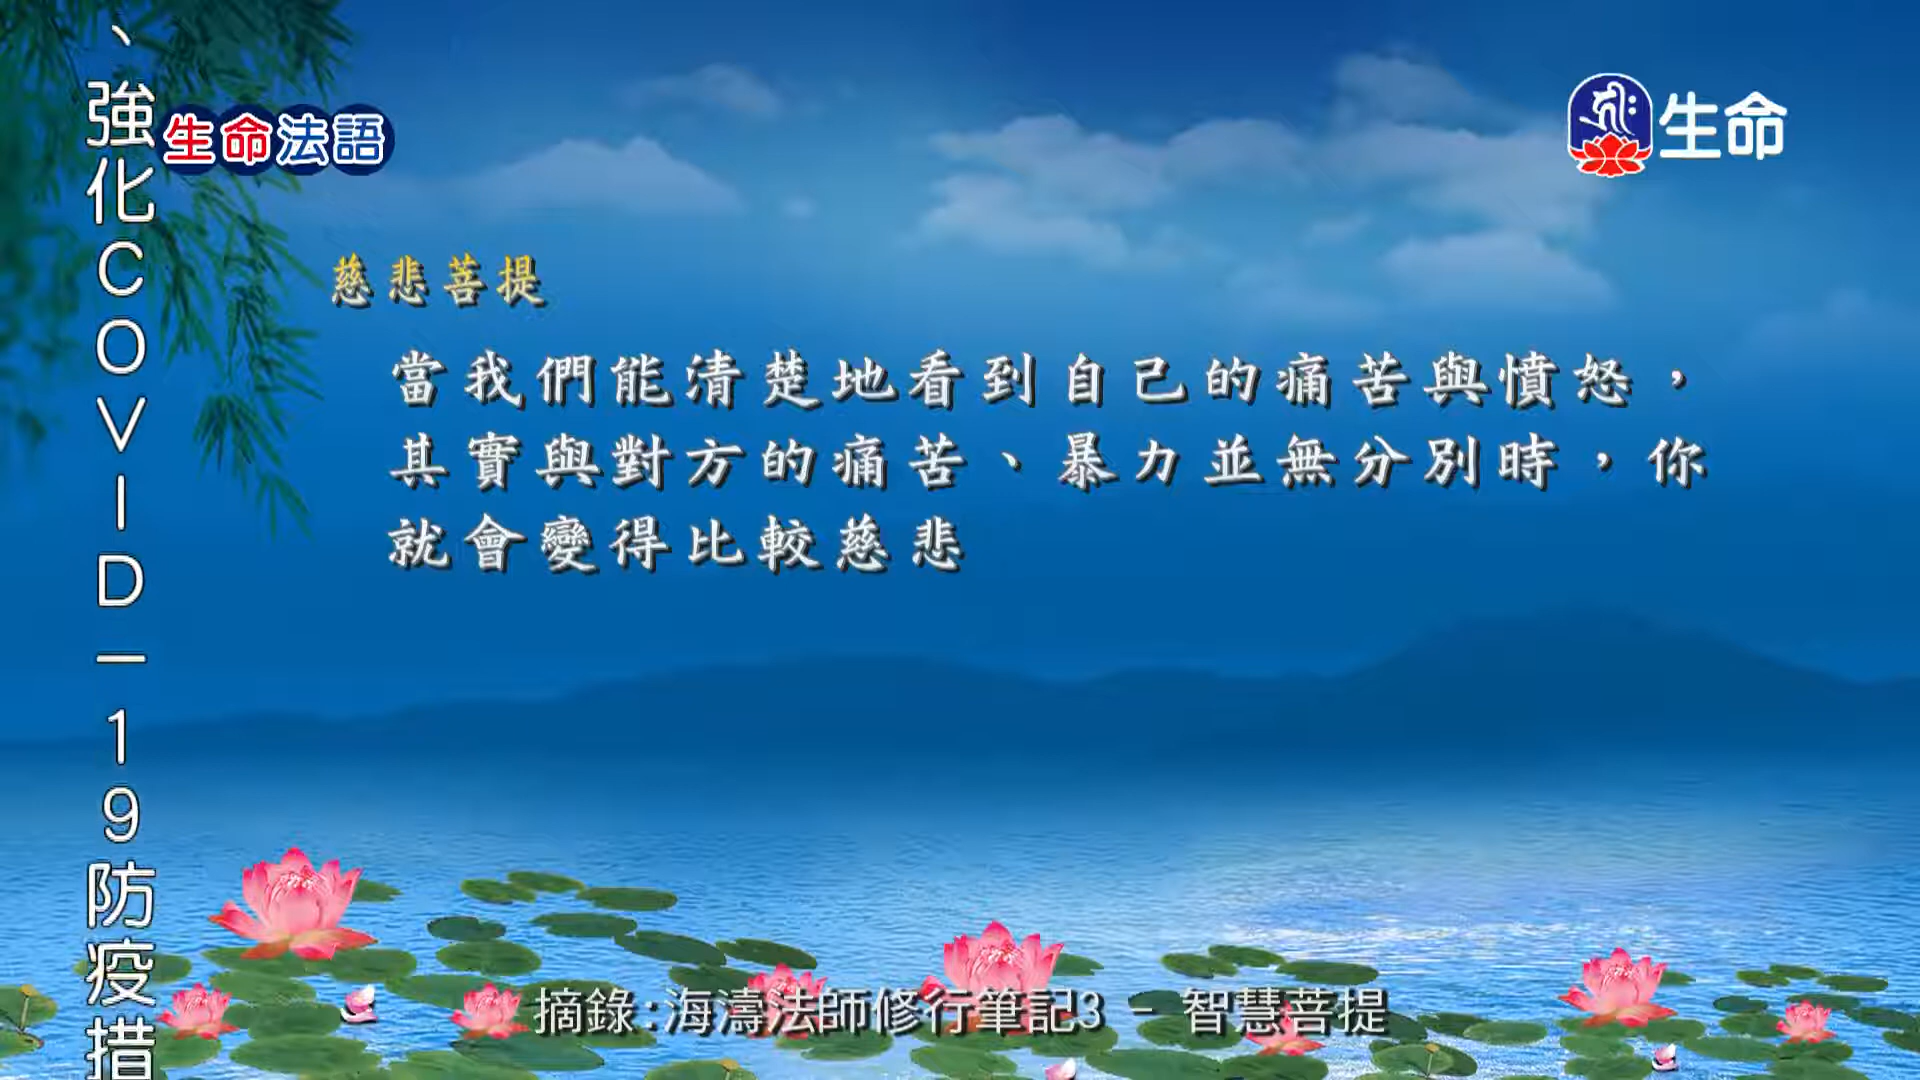 、強化COVID-19防疫措
生命法語
生命
慈悲菩提
當我們能清楚地看到自己的痛苦與憤怒，
其實與對方的痛苦、暴力並無分別時，你
就會變得比較慈悲
摘錄:海濤法師修行筆記3 - 智慧菩提